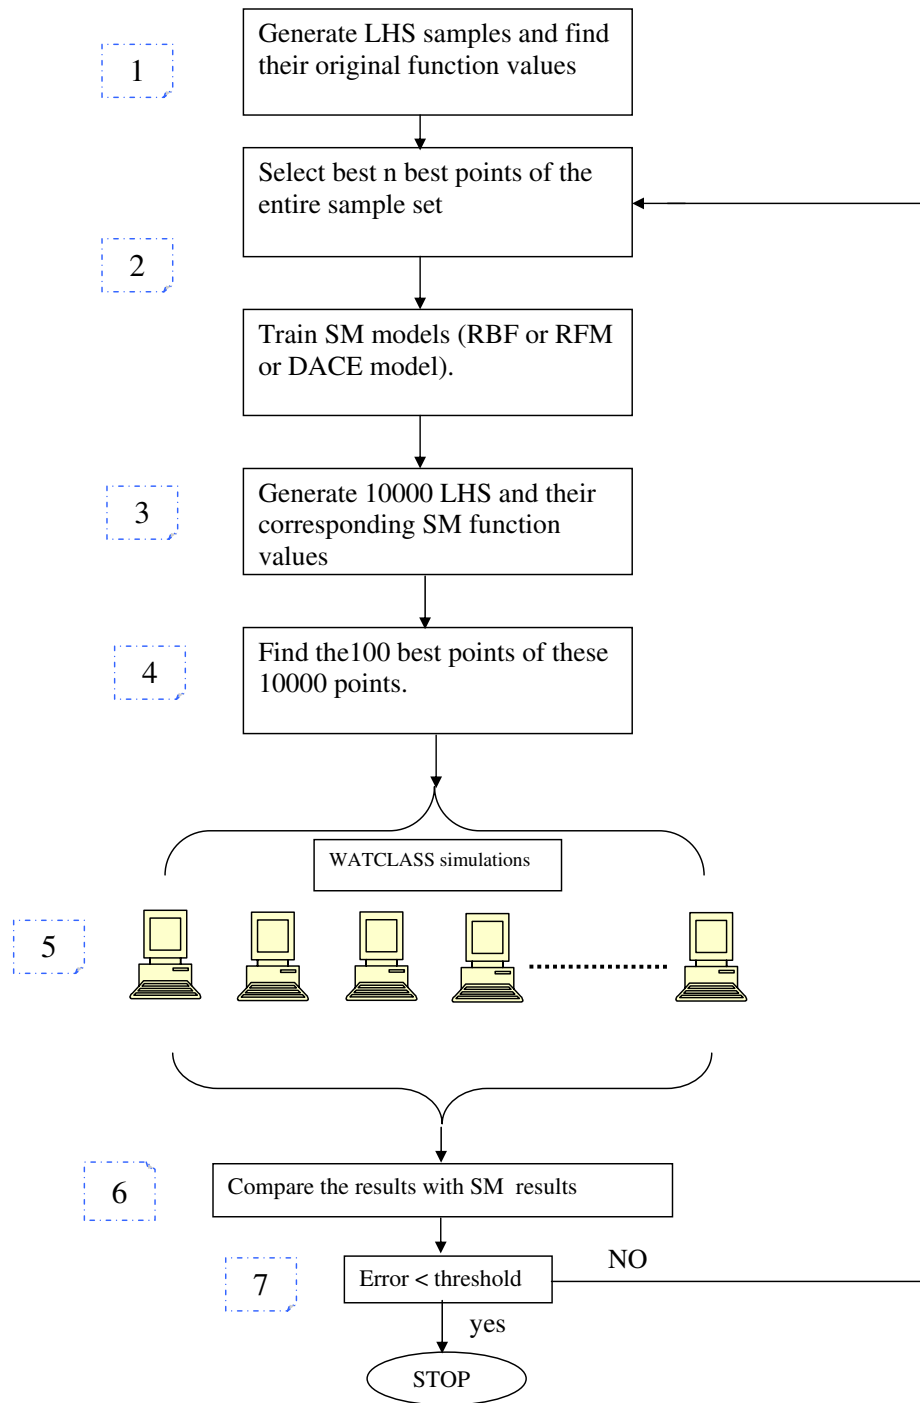 1
Generate LHS samples and find
their original function values
Select best n best points of the
entire sample set
2
Train SM models (RBF or RFM
or DACE model).
3
Generate 10000 LHS and their
corresponding SM function
values
4
Find the100 best points of these
10000 points.
WATCLASS simulations
5
6
Compare the results with SM results
7
Error < threshold
NO
yes
STOP